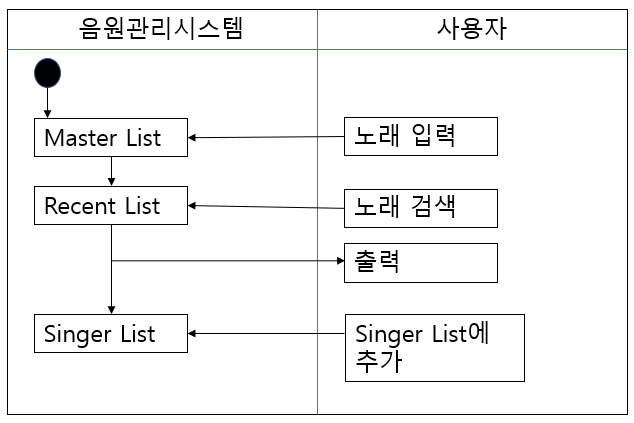 음원관리시스템
사용자
Master List
노래 입력
Recent List
노래 검색
출력
Singer List
Singer List에
추가